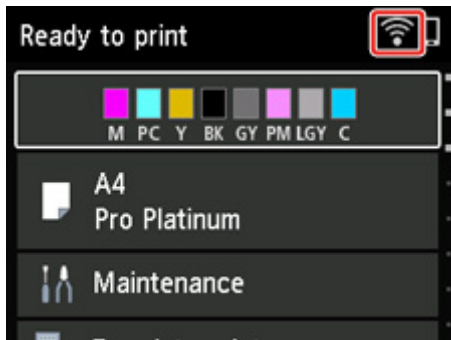 Ready to print
M PC Y BK GY PM LGY C
A4
Pro Platinum
Maintenance